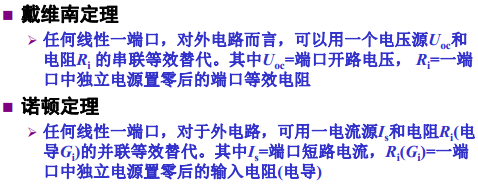 戴维南定理
任何线性一端口，对外电路而言，可以用一个电压源Uoc和
电阻Ri 的串联等效替代。其中Uoc=端口开路电压， Ri=一端
口中独立电源置零后的端口等效电阻
诺顿定理
任何线性一端口，对于外电路，可用一电流源Is和电阻Ri(电
导Gi)的并联等效替代。其中Is=端口短路电流，Ri(Gi)=一端
口中独立电源置零后的输入电阻(电导)